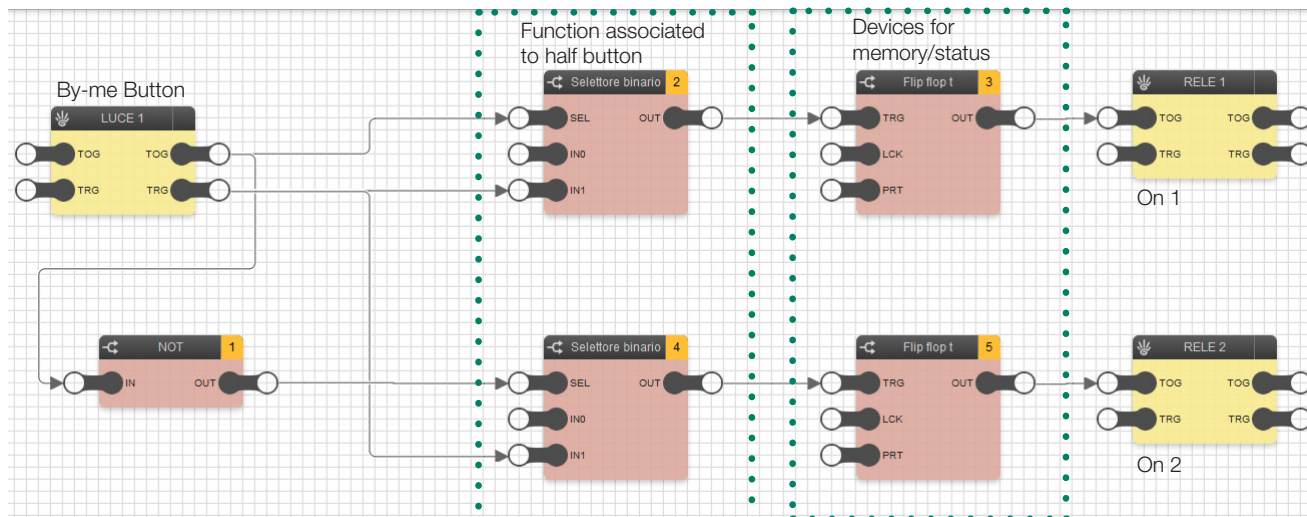 Function associated
to half button
Devices for
memory/status
By-me Button
LUCE 1
TOG TOG
TRG TRG
Selettore binario 2
SEL OUT
IN0
IN1
Flip flop t 3
TRG OUT
LCK
PRT
RELE 1
TOG TOG
TRG TRG
On 1
NOT 1
IN OUT
Selettore binario 4
SEL OUT
IN0
IN1
Flip flop t 5
TRG OUT
LCK
PRT
RELE 2
TOG TOG
TRG TRG
On 2